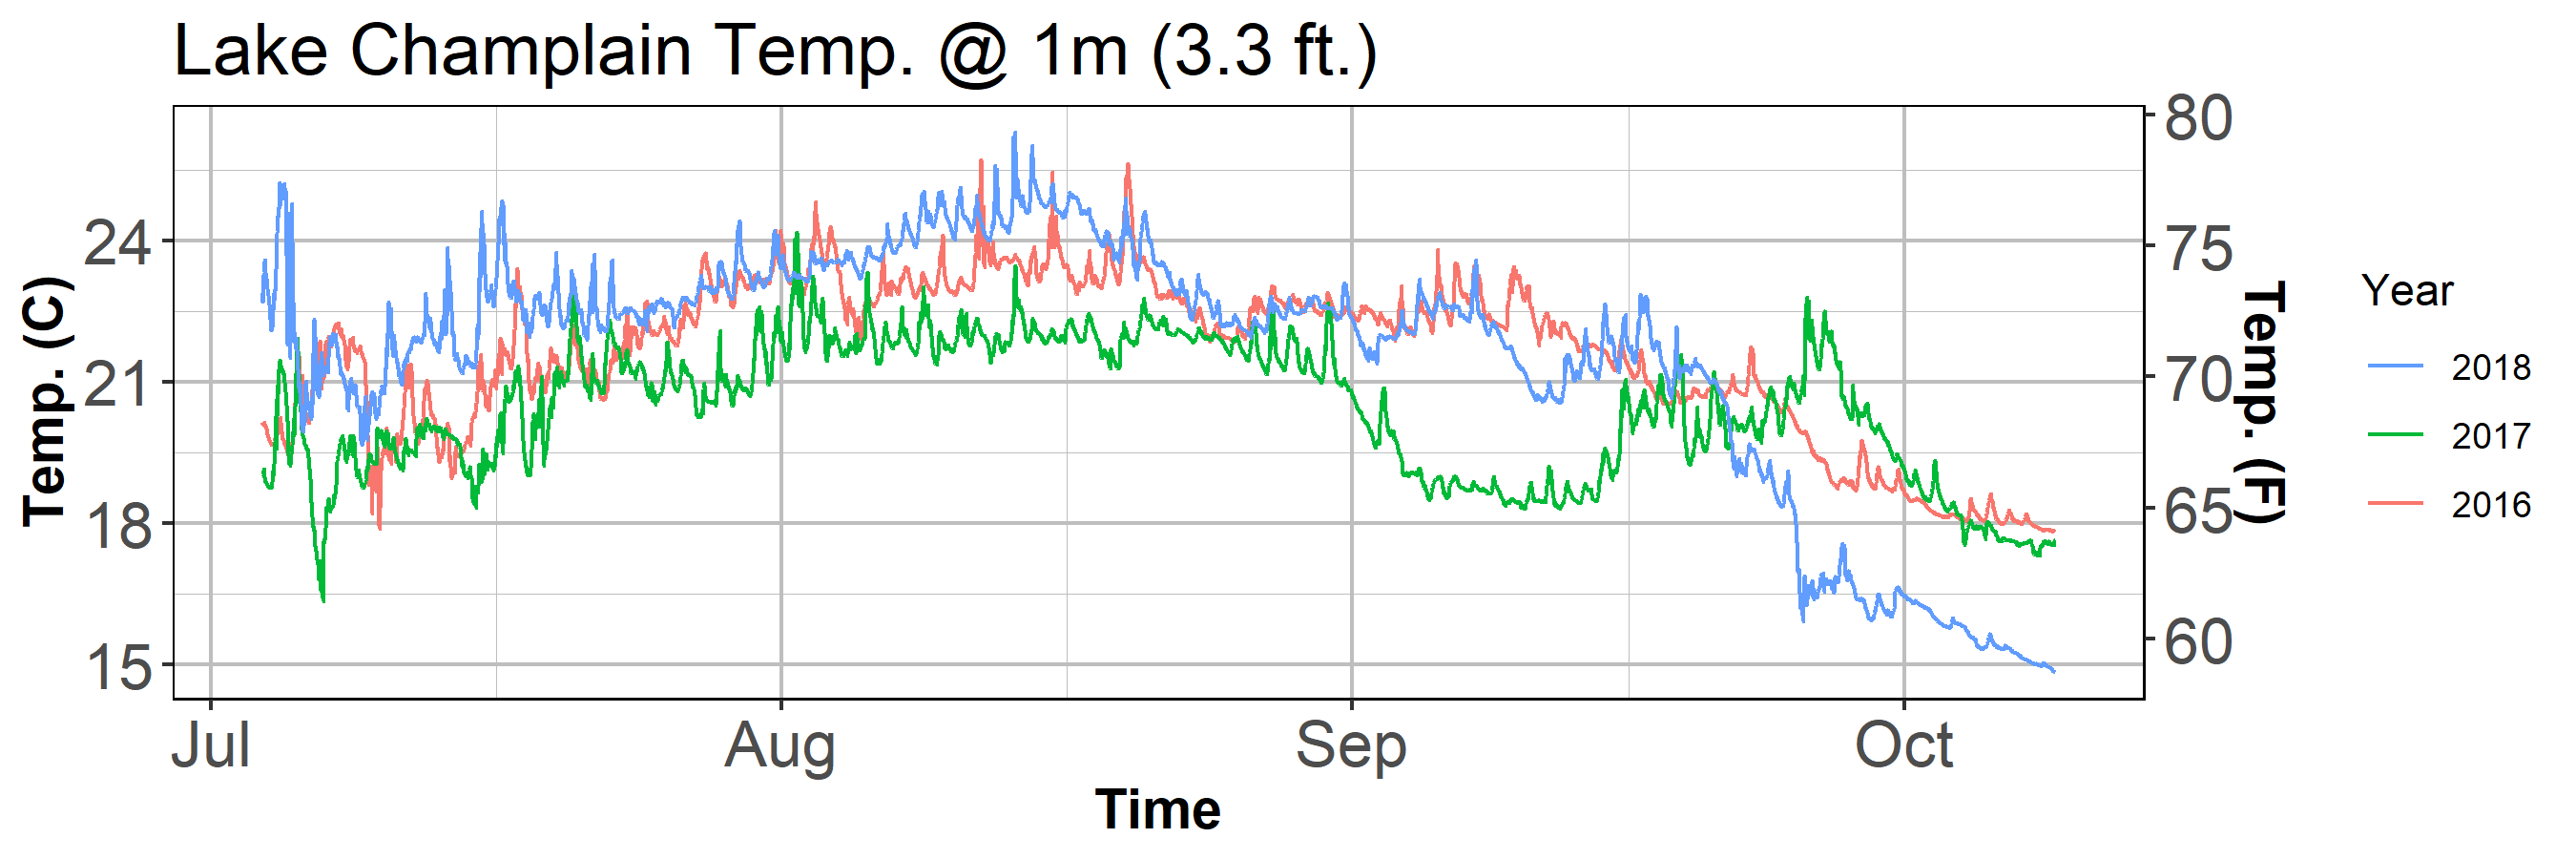 Lake Champlain Temp. @ 1m (3.3 ft.)
Temp. (C)
24
21
18
15
80
75
70
65
60
Temp. (F)
Jul
Aug
Sep
Oct
Time
Year
2018
2017
2016